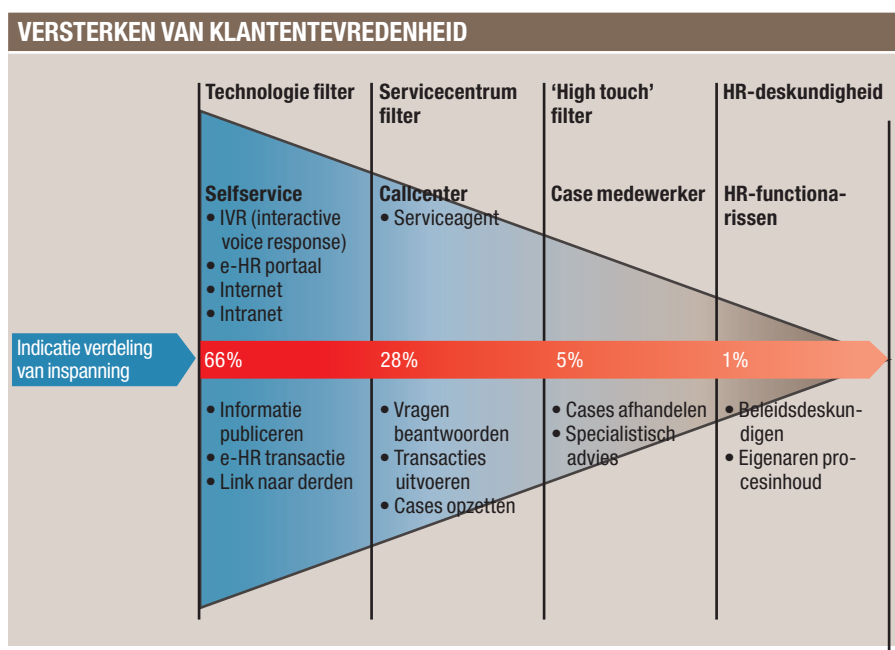 VERSTERKEN VAN KLANTENTEVREDENHEID
Technologie filter
Servicecentrum
filter
‘High touch’
filter
HR-deskundigheid
Selfservice
• IVR (interactive
voice response)
• e-HR portaal
• Internet
• Intranet
Callcenter
• Serviceagent
Case medewerker
HR-functiona-
rissen
Indicatie verdeling
van inspanning
66%
28%
5%
1%
• Informatie
publiceren
• e-HR transactie
• Link naar derden
• Vragen
beantwoorden
• Transacties
uitvoeren
• Cases opzetten
• Cases afhandelen
• Specialistisch
advies
• Beleidsdeskun-
digen
• Eigenaren pro-
cesinhoud